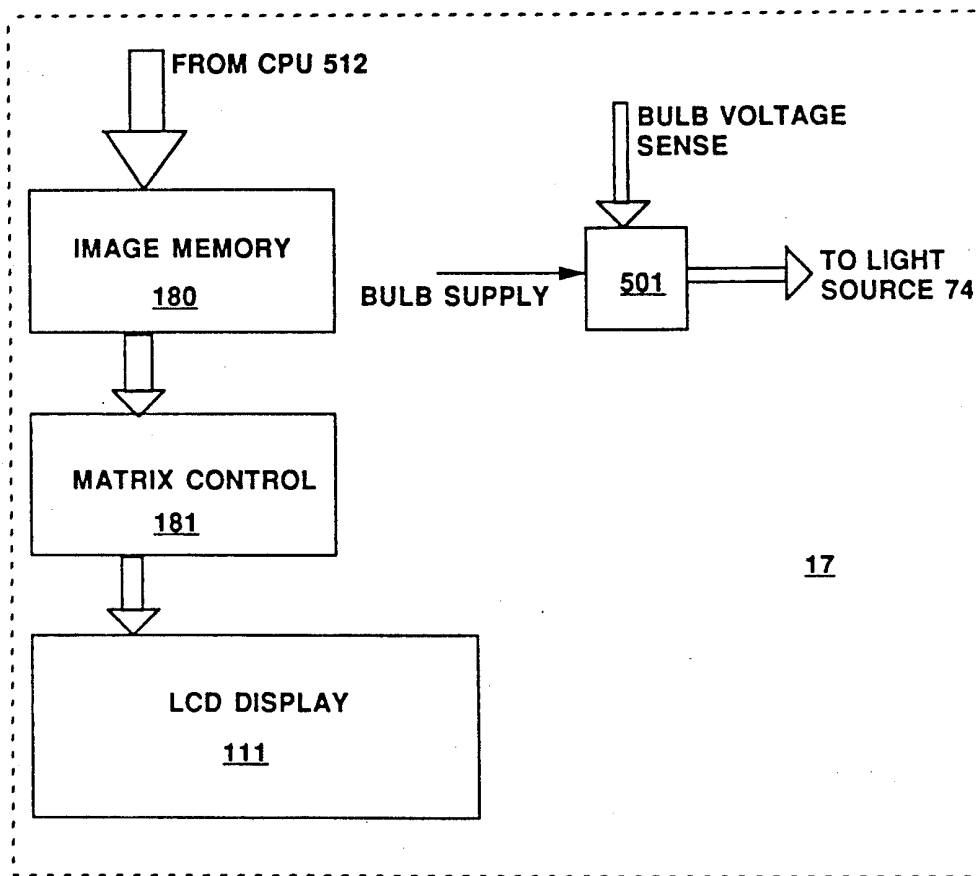 FROM CPU 512
IMAGE MEMORY
180
MATRIX CONTROL
181
LCD DISPLAY
111
BULB VOLTAGE
SENSE
BULB SUPPLY
501
TO LIGHT
SOURCE 74
17